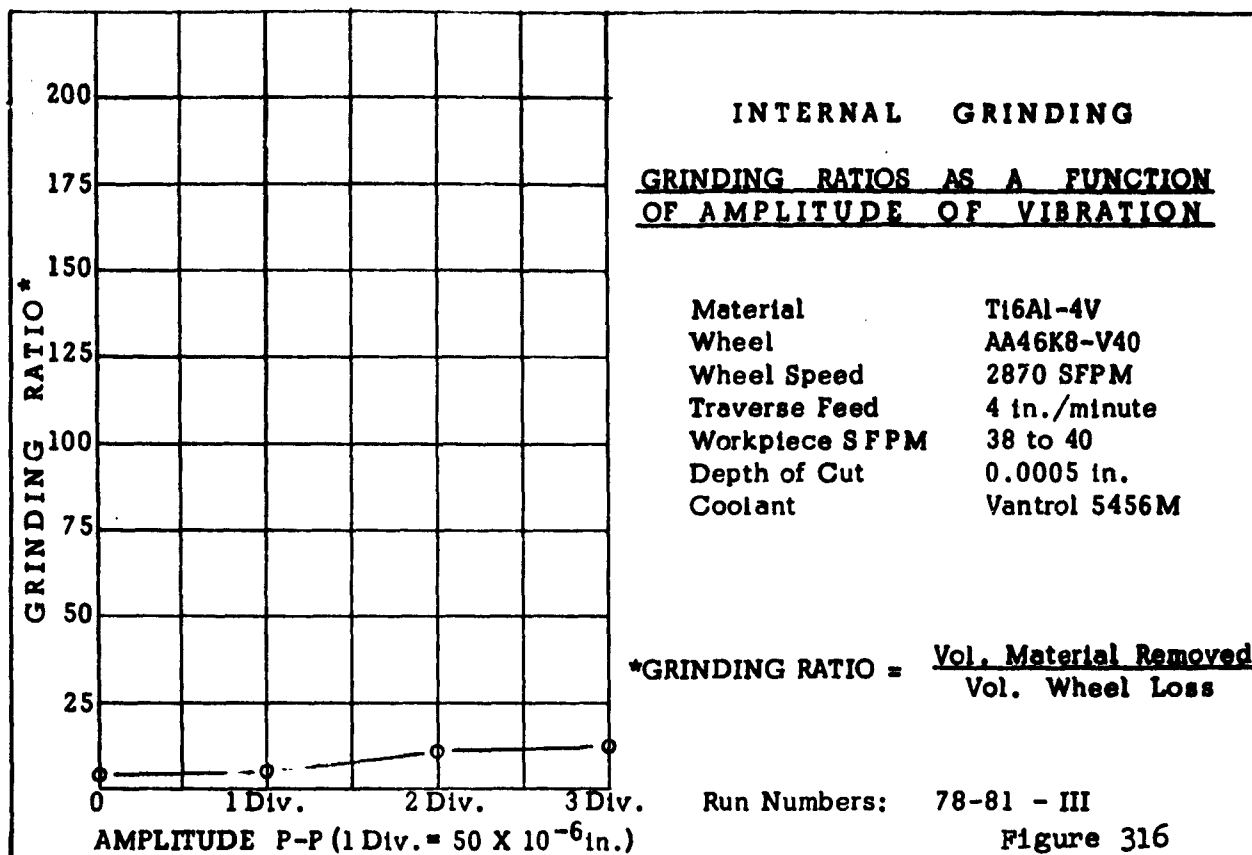 200
175
150
125
100
75
50
25
GRINDING RATIO*
0 1 Div. 2 Div. 3 Div.
AMPLITUDE P-P (1 Div. = 50 X 10⁻⁶ in.)
INTERNAL GRINDING
GRINDING RATIOS AS A FUNCTION
OF AMPLITUDE OF VIBRATION
Material Ti6Al-4V
Wheel AA46K8-V40
Wheel Speed 2870 SFPM
Traverse Feed 4 in./minute
Workpiece SFPM 38 to 40
Depth of Cut 0.0005 in.
Coolant Vantrol 5456M
*GRINDING RATIO = Vol. Material Removed
Vol. Wheel Loss
Run Numbers: 78-81 - III
Figure 316